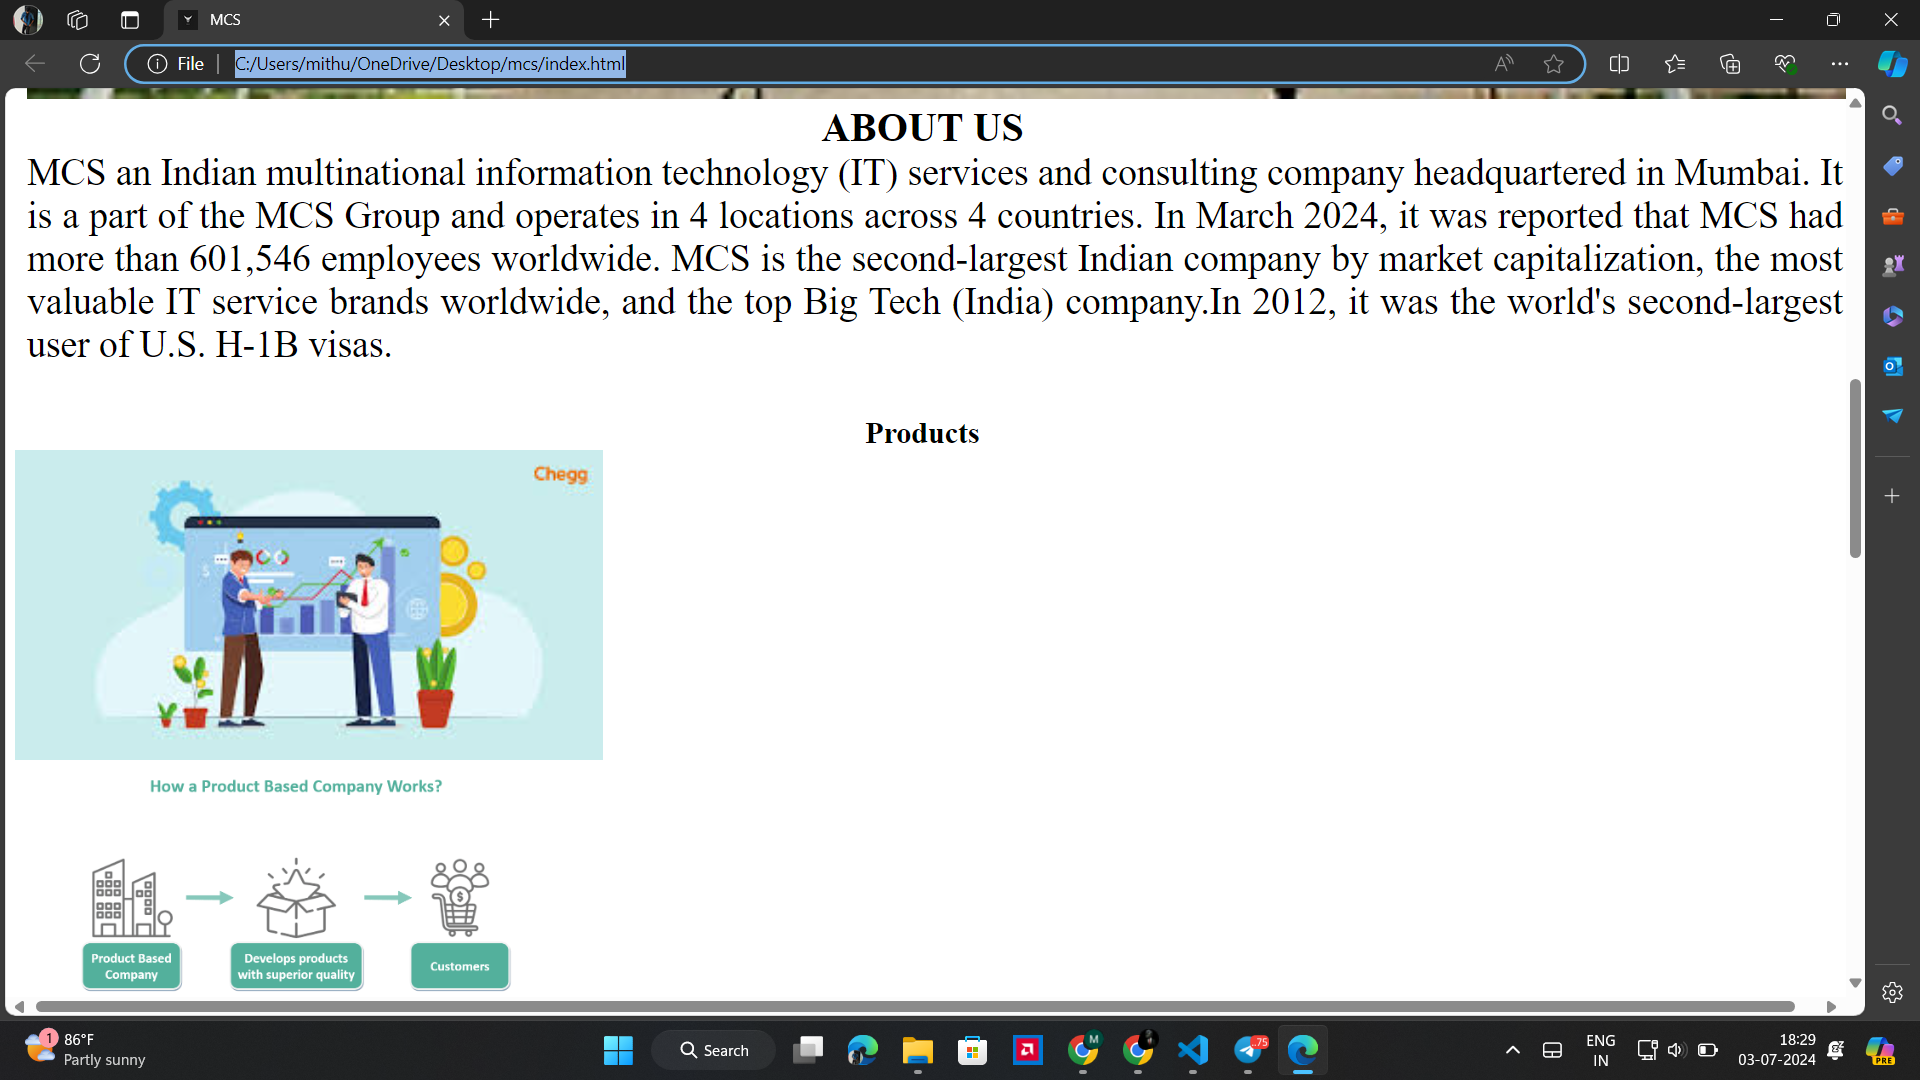 MCS
File
C:/Users/mithu/OneDrive/Desktop/mcs/index.html
ABOUT US
MCS an Indian multinational information technology (IT) services and consulting company headquartered in Mumbai. It
is a part of the MCS Group and operates in 4 locations across 4 countries. In March 2024, it was reported that MCS had
more than 601,546 employees worldwide. MCS is the second-largest Indian company by market capitalization, the most
valuable IT service brands worldwide, and the top Big Tech (India) company.In 2012, it was the world's second-largest
user of U.S. H-1B visas.
Products
Chegg
How a Product Based Company Works?
Product Based
Company
Develops products
with superior quality
Customers
1
86°F
Partly sunny
Search
M
75
ENG
IN
18:29
03-07-2024
PRE